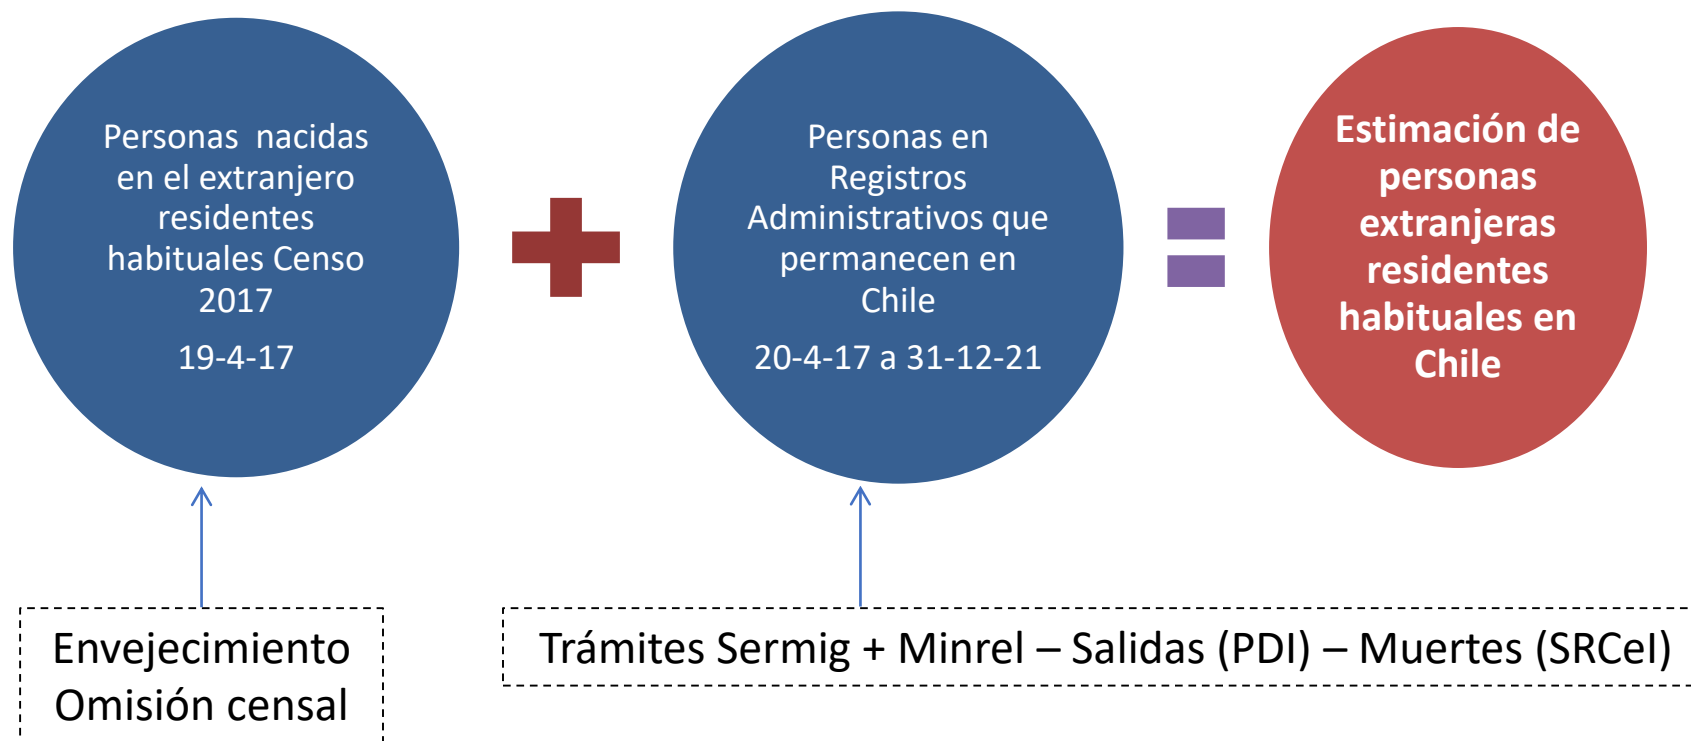 Personas nacidas
en el extranjero
residentes
habituales Censo
2017
19-4-17
Personas en
Registros
Administrativos que
permanecen en
Chile
20-4-17 a 31-12-21
Estimación de
personas
extranjeras
residentes
habituales en
Chile
Envejecimiento
Omisión censal
Trámites Sermig + Minrel – Salidas (PDI) – Muertes (SRCeI)